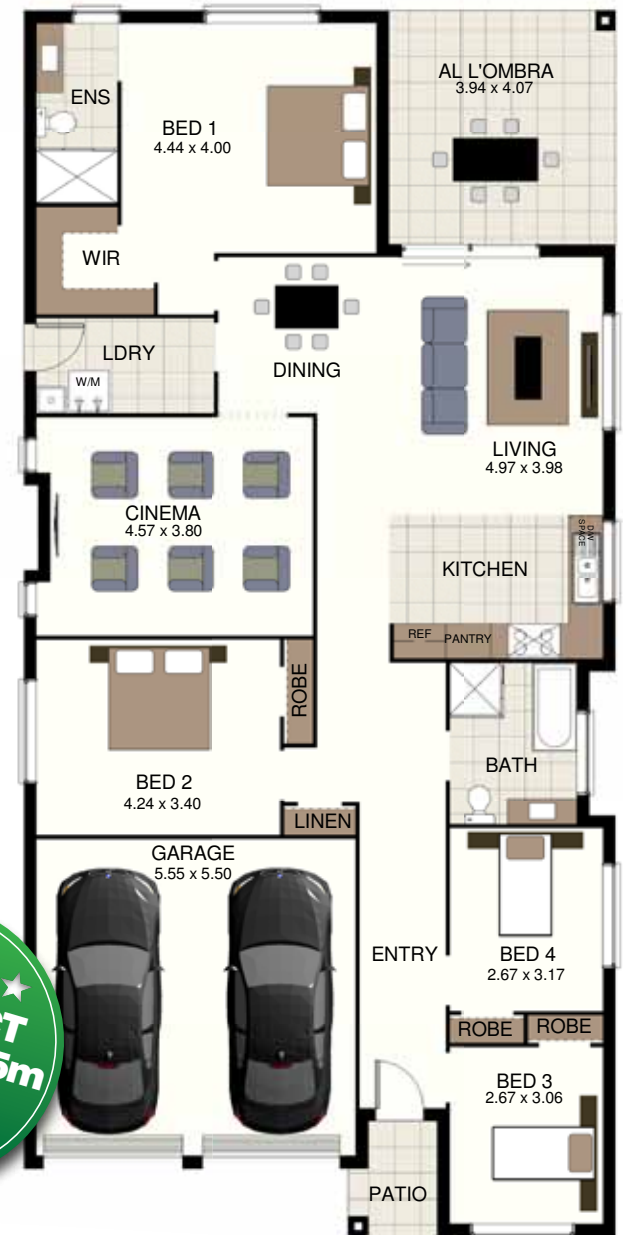 AL L'OMBRA
3.94 x 4.07
ENS
BED 1
4.44 x 4.00
WIR
LDRY
W/M
DINING
LIVING
4.97 x 3.98
CINEMA
4.57 x 3.80
D/W
SPACE
KITCHEN
REF
PANTRY
ROBE
BED 2
4.24 x 3.40
BATH
LINEN
GARAGE
5.55 x 5.50
ENTRY
BED 4
2.67 x 3.17
ROBE
ROBE
BED 3
2.67 x 3.06
PATIO